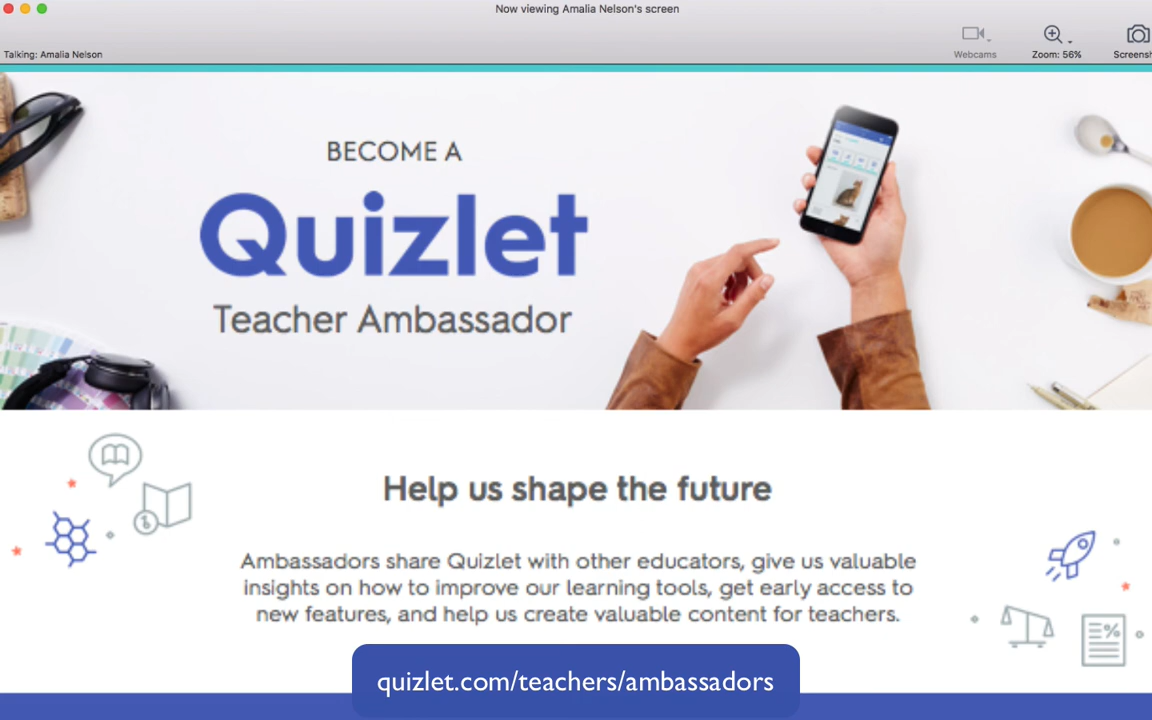 Now viewing Amalia Nelson's screen
Talking: Amalia Nelson
Webcams
Zoom: 56%
BECOME A
Quizlet
Teacher Ambassador
Help us shape the future
Ambassadors share Quizlet with other educators, give us valuable
insights on how to improve our learning tools, get early access to
new features, and help us create valuable content for teachers.
quizlet.com/teachers/ambassadors